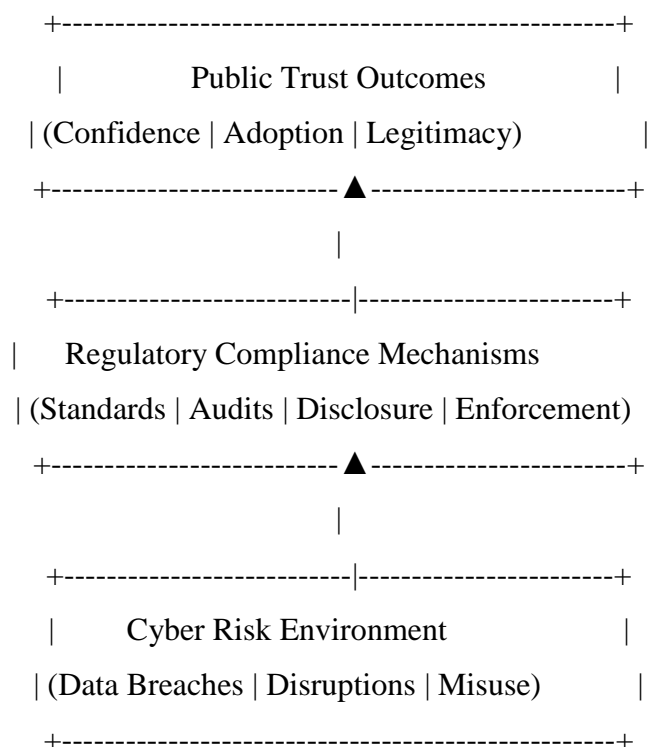 +----------------------------------------------------+
| Public Trust Outcomes |
| (Confidence | Adoption | Legitimacy) |
+--------------------------- ▲ ------------------------+
|
+---------------------------|------------------------+
| Regulatory Compliance Mechanisms
| (Standards | Audits | Disclosure | Enforcement)
+--------------------------- ▲ ------------------------+
|
+---------------------------|------------------------+
| Cyber Risk Environment |
| (Data Breaches | Disruptions | Misuse) |
+----------------------------------------------------+